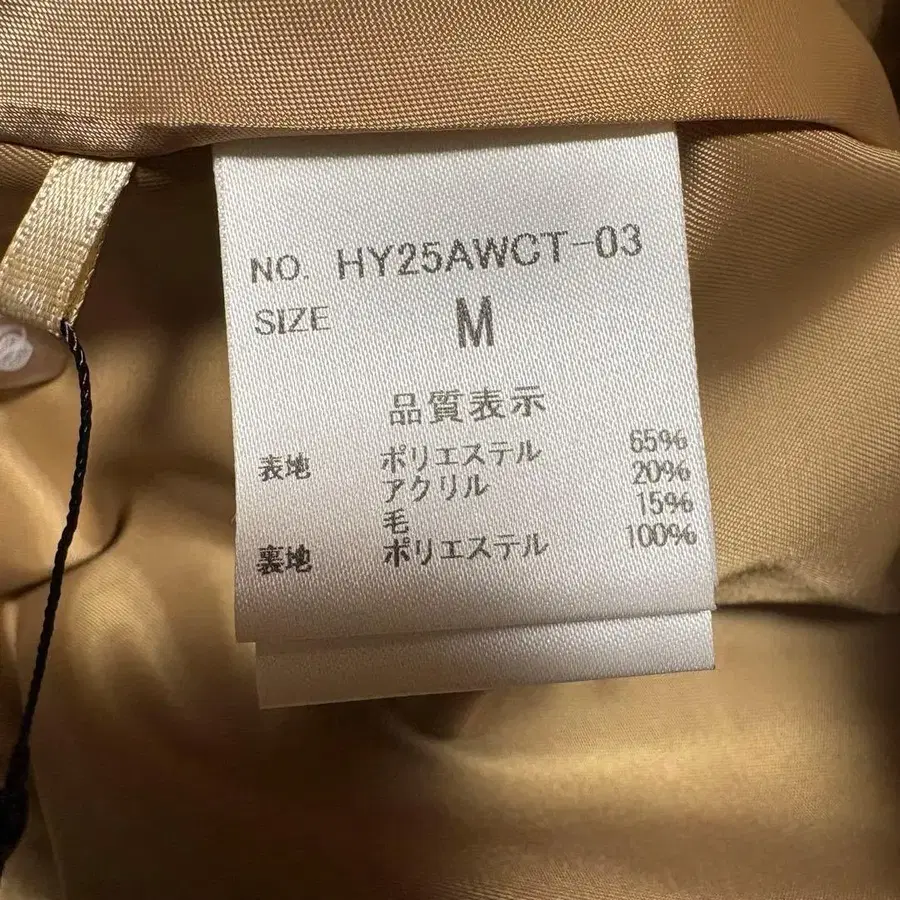 NO. HY25AWCT-03
SIZE M
品質表示
表地 ポリエステル 65%
アクリル 20%
毛 15%
裏地 ポリエステル 100%